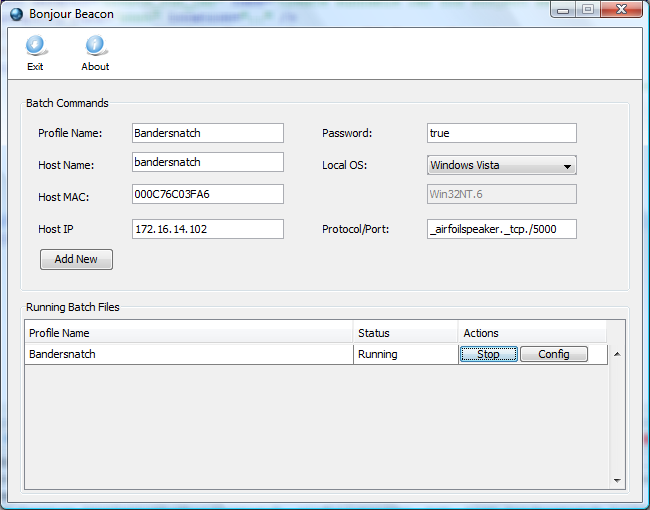 Bonjour Beacon
Exit
About
Batch Commands
Profile Name:
Bandersnatch
Password:
true
Host Name:
bandersnatch
Local OS:
Windows Vista
Host MAC:
000C76C03FA6
Win32NT.6
Host IP
172.16.14.102
Protocol/Port:
_airfoilspeaker._tcp./5000
Add New
Running Batch Files
Profile Name
Status
Actions
Bandersnatch
Running
Stop
Config